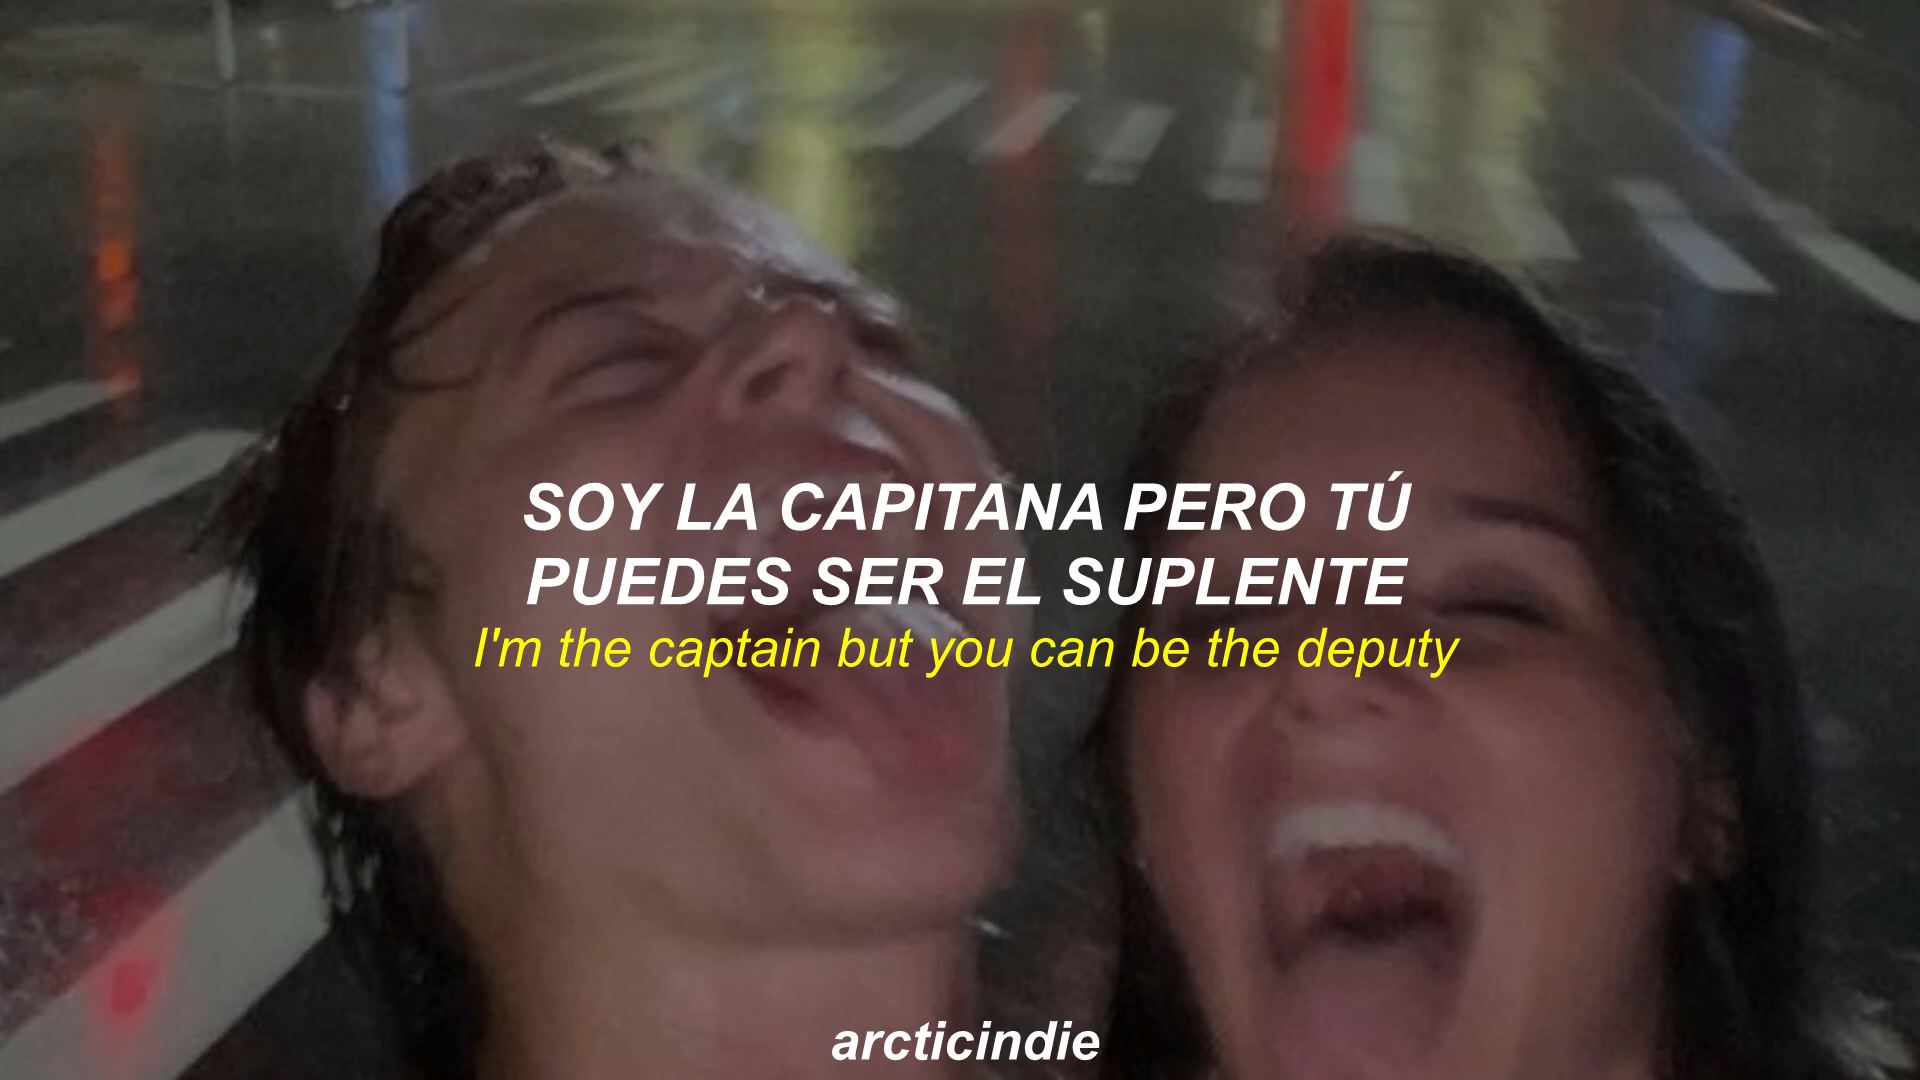 SOY LA CAPITANA PERO TÚ
PUEDES SER EL SUPLENTE
I'm the captain but you can be the deputy
arcticindie